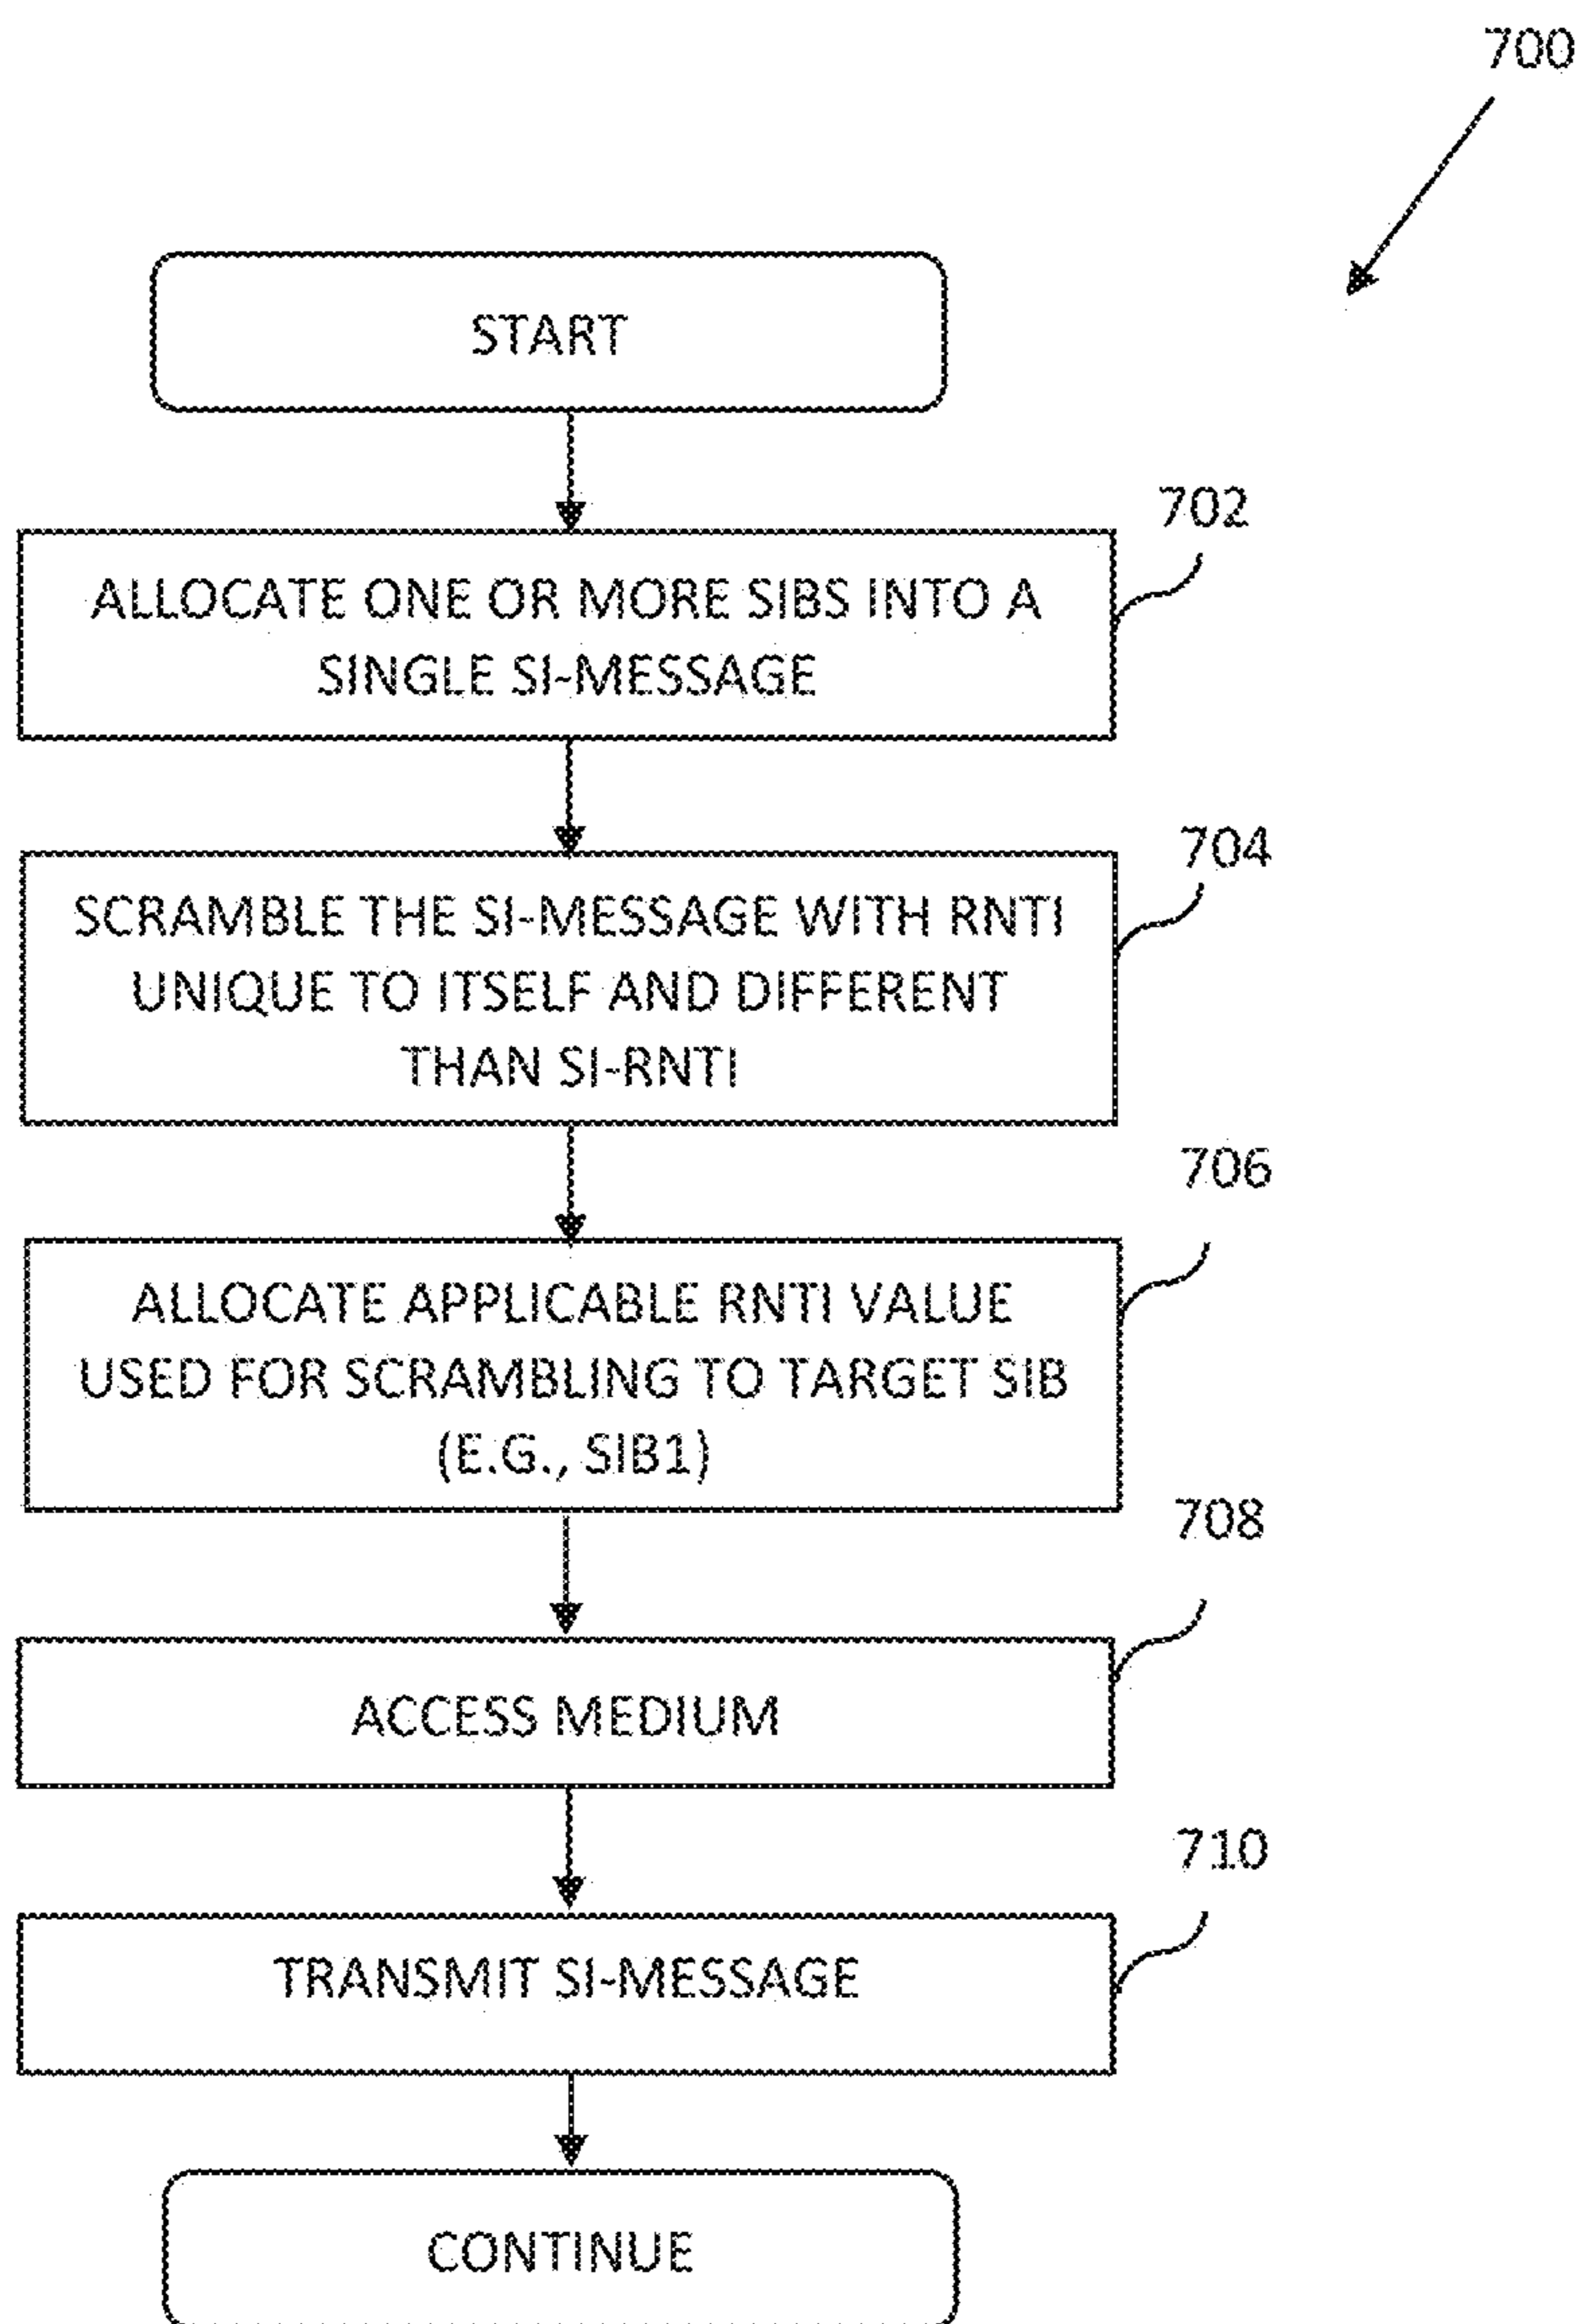 700
START
702
ALLOCATE ONE OR MORE SIBS INTO A
SINGLE SI-MESSAGE
704
SCRAMBLE THE SI-MESSAGE WITH RNTI
UNIQUE TO ITSELF AND DIFFERENT
THAN SI-RNTI
706
ALLOCATE APPLICABLE RNTI VALUE
USED FOR SCRAMBLING TO TARGET SIB
(E.G., SIB1)
708
ACCESS MEDIUM
710
TRANSMIT SI-MESSAGE
CONTINUE